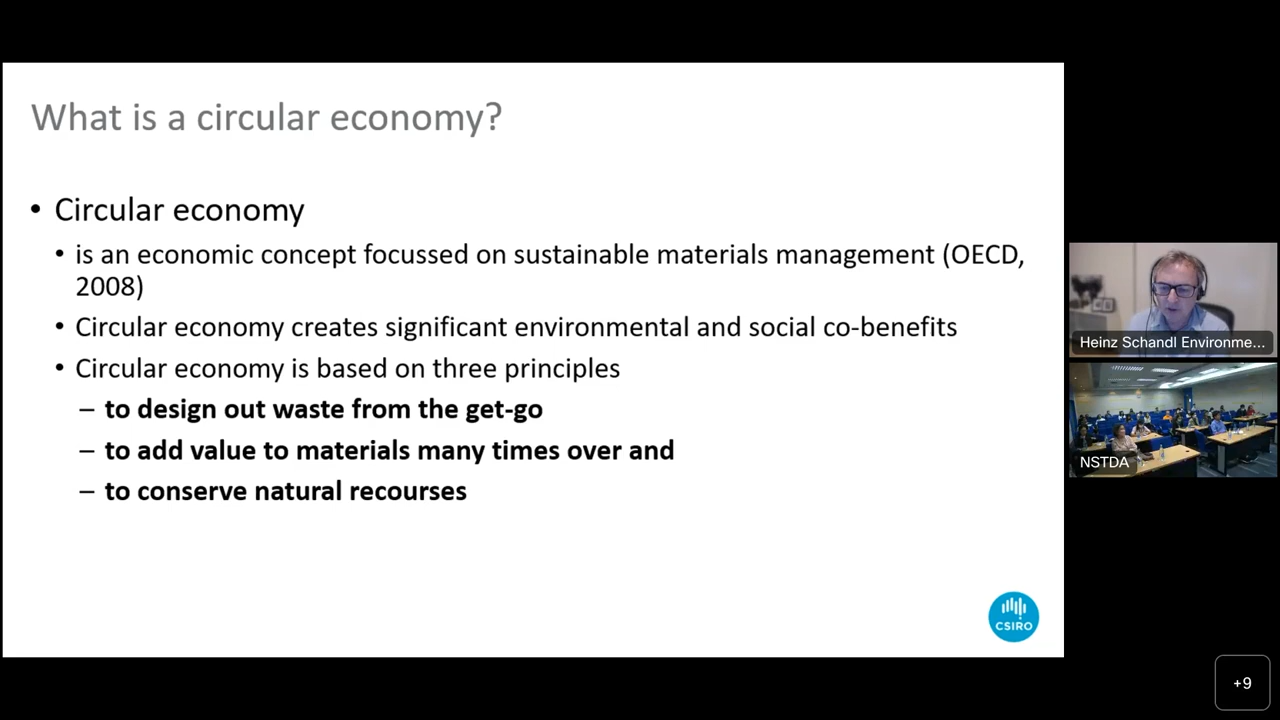 What is a circular economy?
• Circular economy
• is an economic concept focussed on sustainable materials management (OECD,
2008)
• Circular economy creates significant environmental and social co-benefits
• Circular economy is based on three principles
– to design out waste from the get-go
– to add value to materials many times over and
– to conserve natural recourses
CSIRO
Heinz Schandl Environme...
NSTDA
+9